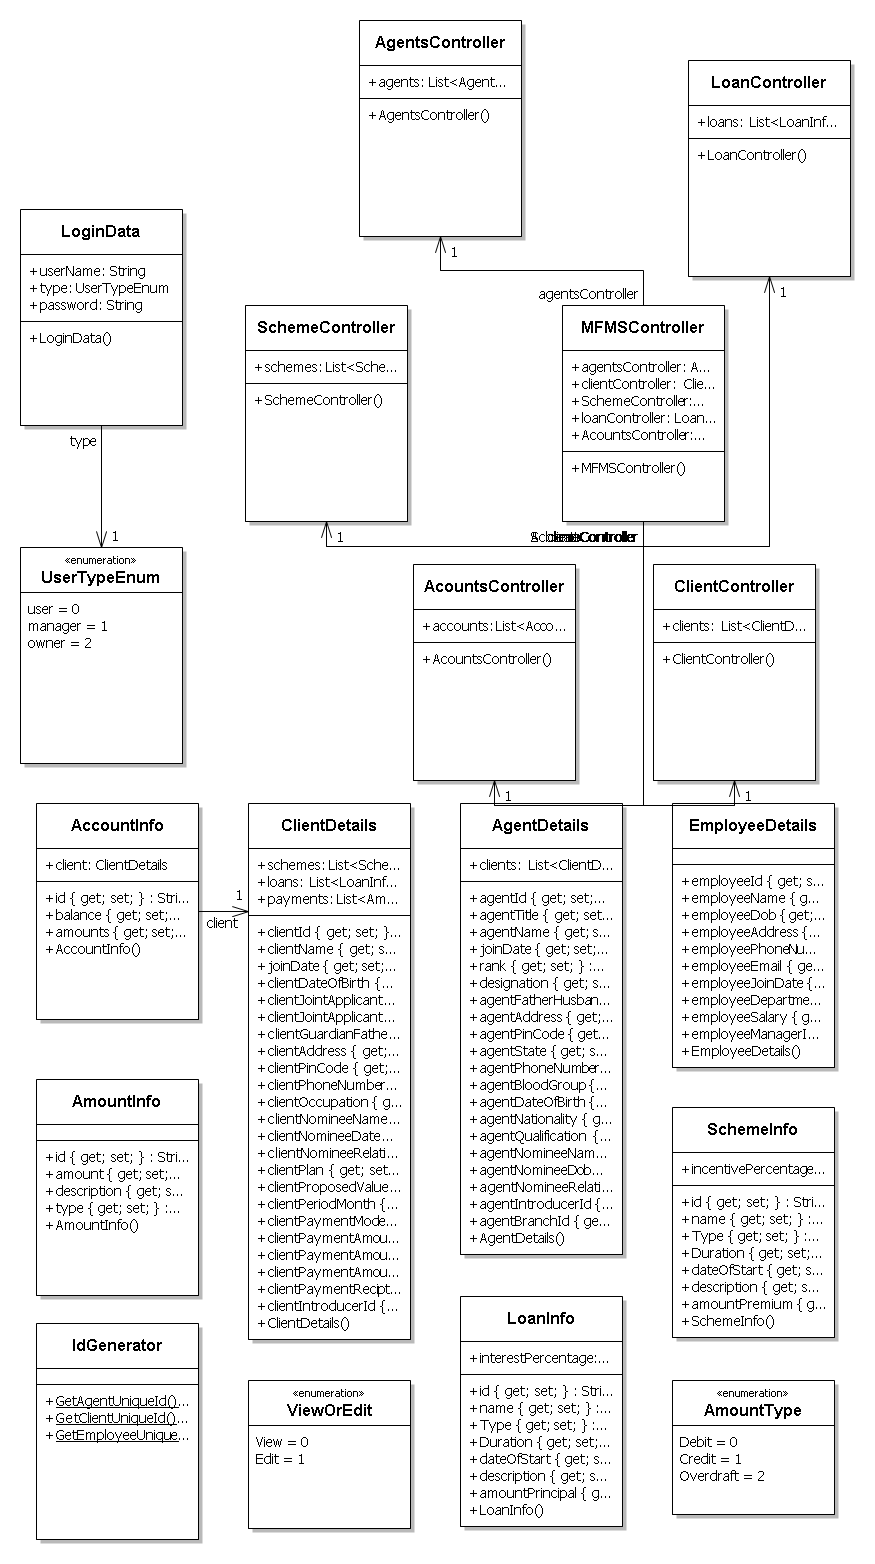 AgentsController
+agents: List<Agent...
+AgentsController()
1
LoanController
+loans: List<LoanInf...
+LoanController()
1
LoginData
+userName: String
+type: UserTypeEnum
+password: String
+LoginData()
type
1
agentsController
SchemeController
+schemes: List<Sche...
+SchemeController()
1
MFMSController
+agentsController: A...
+clientController: Clie...
+SchemeController:...
+loanController: Loan...
+AcountsController:...
+MFMSController()
«enumeration»
UserTypeEnum
user = 0
manager = 1
owner = 2
AcountsController
+accounts: List<Acco...
+AcountsController()
1
ClientController
+clients: List<ClientD...
+ClientController()
1
AccountInfo
+client: ClientDetails
+id { get; set; } : Stri...
+balance { get; set;...
+amounts { get; set;...
+AccountInfo()
1
client
ClientDetails
+schemes: List<Sche...
+loans: List<LoanInf...
+payments: List<Am...
+clientId { get; set; }...
+clientName { get; s...
+joinDate { get; set;...
+clientDateOfBirth {...
+clientJointApplicant...
+clientJointApplicant...
+clientGuardianFathe...
+clientAddress { get;...
+clientPinCode { get;...
+clientPhoneNumber...
+clientOccupation { g...
+clientNomineeName...
+clientNomineeDate...
+clientNomineeRelati...
+clientPlan { get; set...
+clientProposedValue...
+clientPeriodMonth {...
+clientPaymentMode...
+clientPaymentAmou...
+clientPaymentAmou...
+clientPaymentAmou...
+clientPaymentRecipt...
+clientIntroducerId {...
+ClientDetails()
AgentDetails
+clients: List<ClientD...
+agentId { get; set;...
+agentTitle { get; set...
+agentName { get; s...
+joinDate { get; set;...
+rank { get; set; } :...
+designation { get; s...
+agentFatherHusban...
+agentAddress { get;...
+agentPinCode { get...
+agentState { get; s...
+agentPhoneNumber...
+agentBloodGroup {...
+agentDateOfBirth {...
+agentNationality { g...
+agentQualification {...
+agentNomineeNam...
+agentNomineeDob...
+agentNomineeRelati...
+agentIntroducerId {...
+agentBranchId { ge...
+AgentDetails()
EmployeeDetails
+employeeId { get; s...
+employeeName { g...
+employeeDob { get;...
+employeeAddress {...
+employeePhoneNu...
+employeeEmail { ge...
+employeeJoinDate {...
+employeeDepartme...
+employeeSalary { g...
+employeeManagerI...
+EmployeeDetails()
AmountInfo
+id { get; set; } : Stri...
+amount { get; set;...
+description { get; s...
+type { get; set; } :...
+AmountInfo()
SchemeInfo
+incentivePercentage...
+id { get; set; } : Stri...
+name { get; set; } :...
+Type { get; set; } :...
+Duration { get; set;...
+dateOfStart { get; s...
+description { get; s...
+amountPremium { g...
+SchemeInfo()
IdGenerator
+GetAgentUniqueId()...
+GetClientUniqueId()...
+GetEmployeeUnique...
«enumeration»
ViewOrEdit
View = 0
Edit = 1
LoanInfo
+interestPercentage:...
+id { get; set; } : Stri...
+name { get; set; } :...
+Type { get; set; } :...
+Duration { get; set;...
+dateOfStart { get; s...
+description { get; s...
+amountPrincipal { g...
+LoanInfo()
«enumeration»
AmountType
Debit = 0
Credit = 1
Overdraft = 2